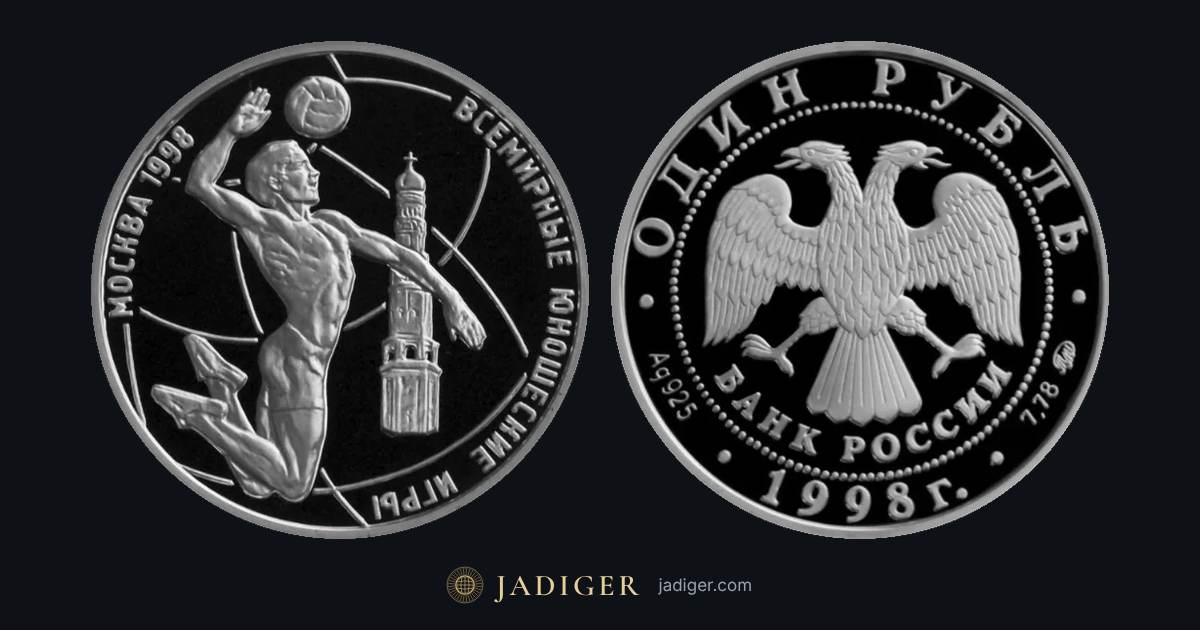 МОСКВА 1998
ВСЕМИРНЫЕ ЮНОШЕСКИЕ ИГРЫ
ОДИН РУБЛЬ
Ag 925
БАНК РОССИИ
7,78
1998 г.
JADIGER
jadiger.com